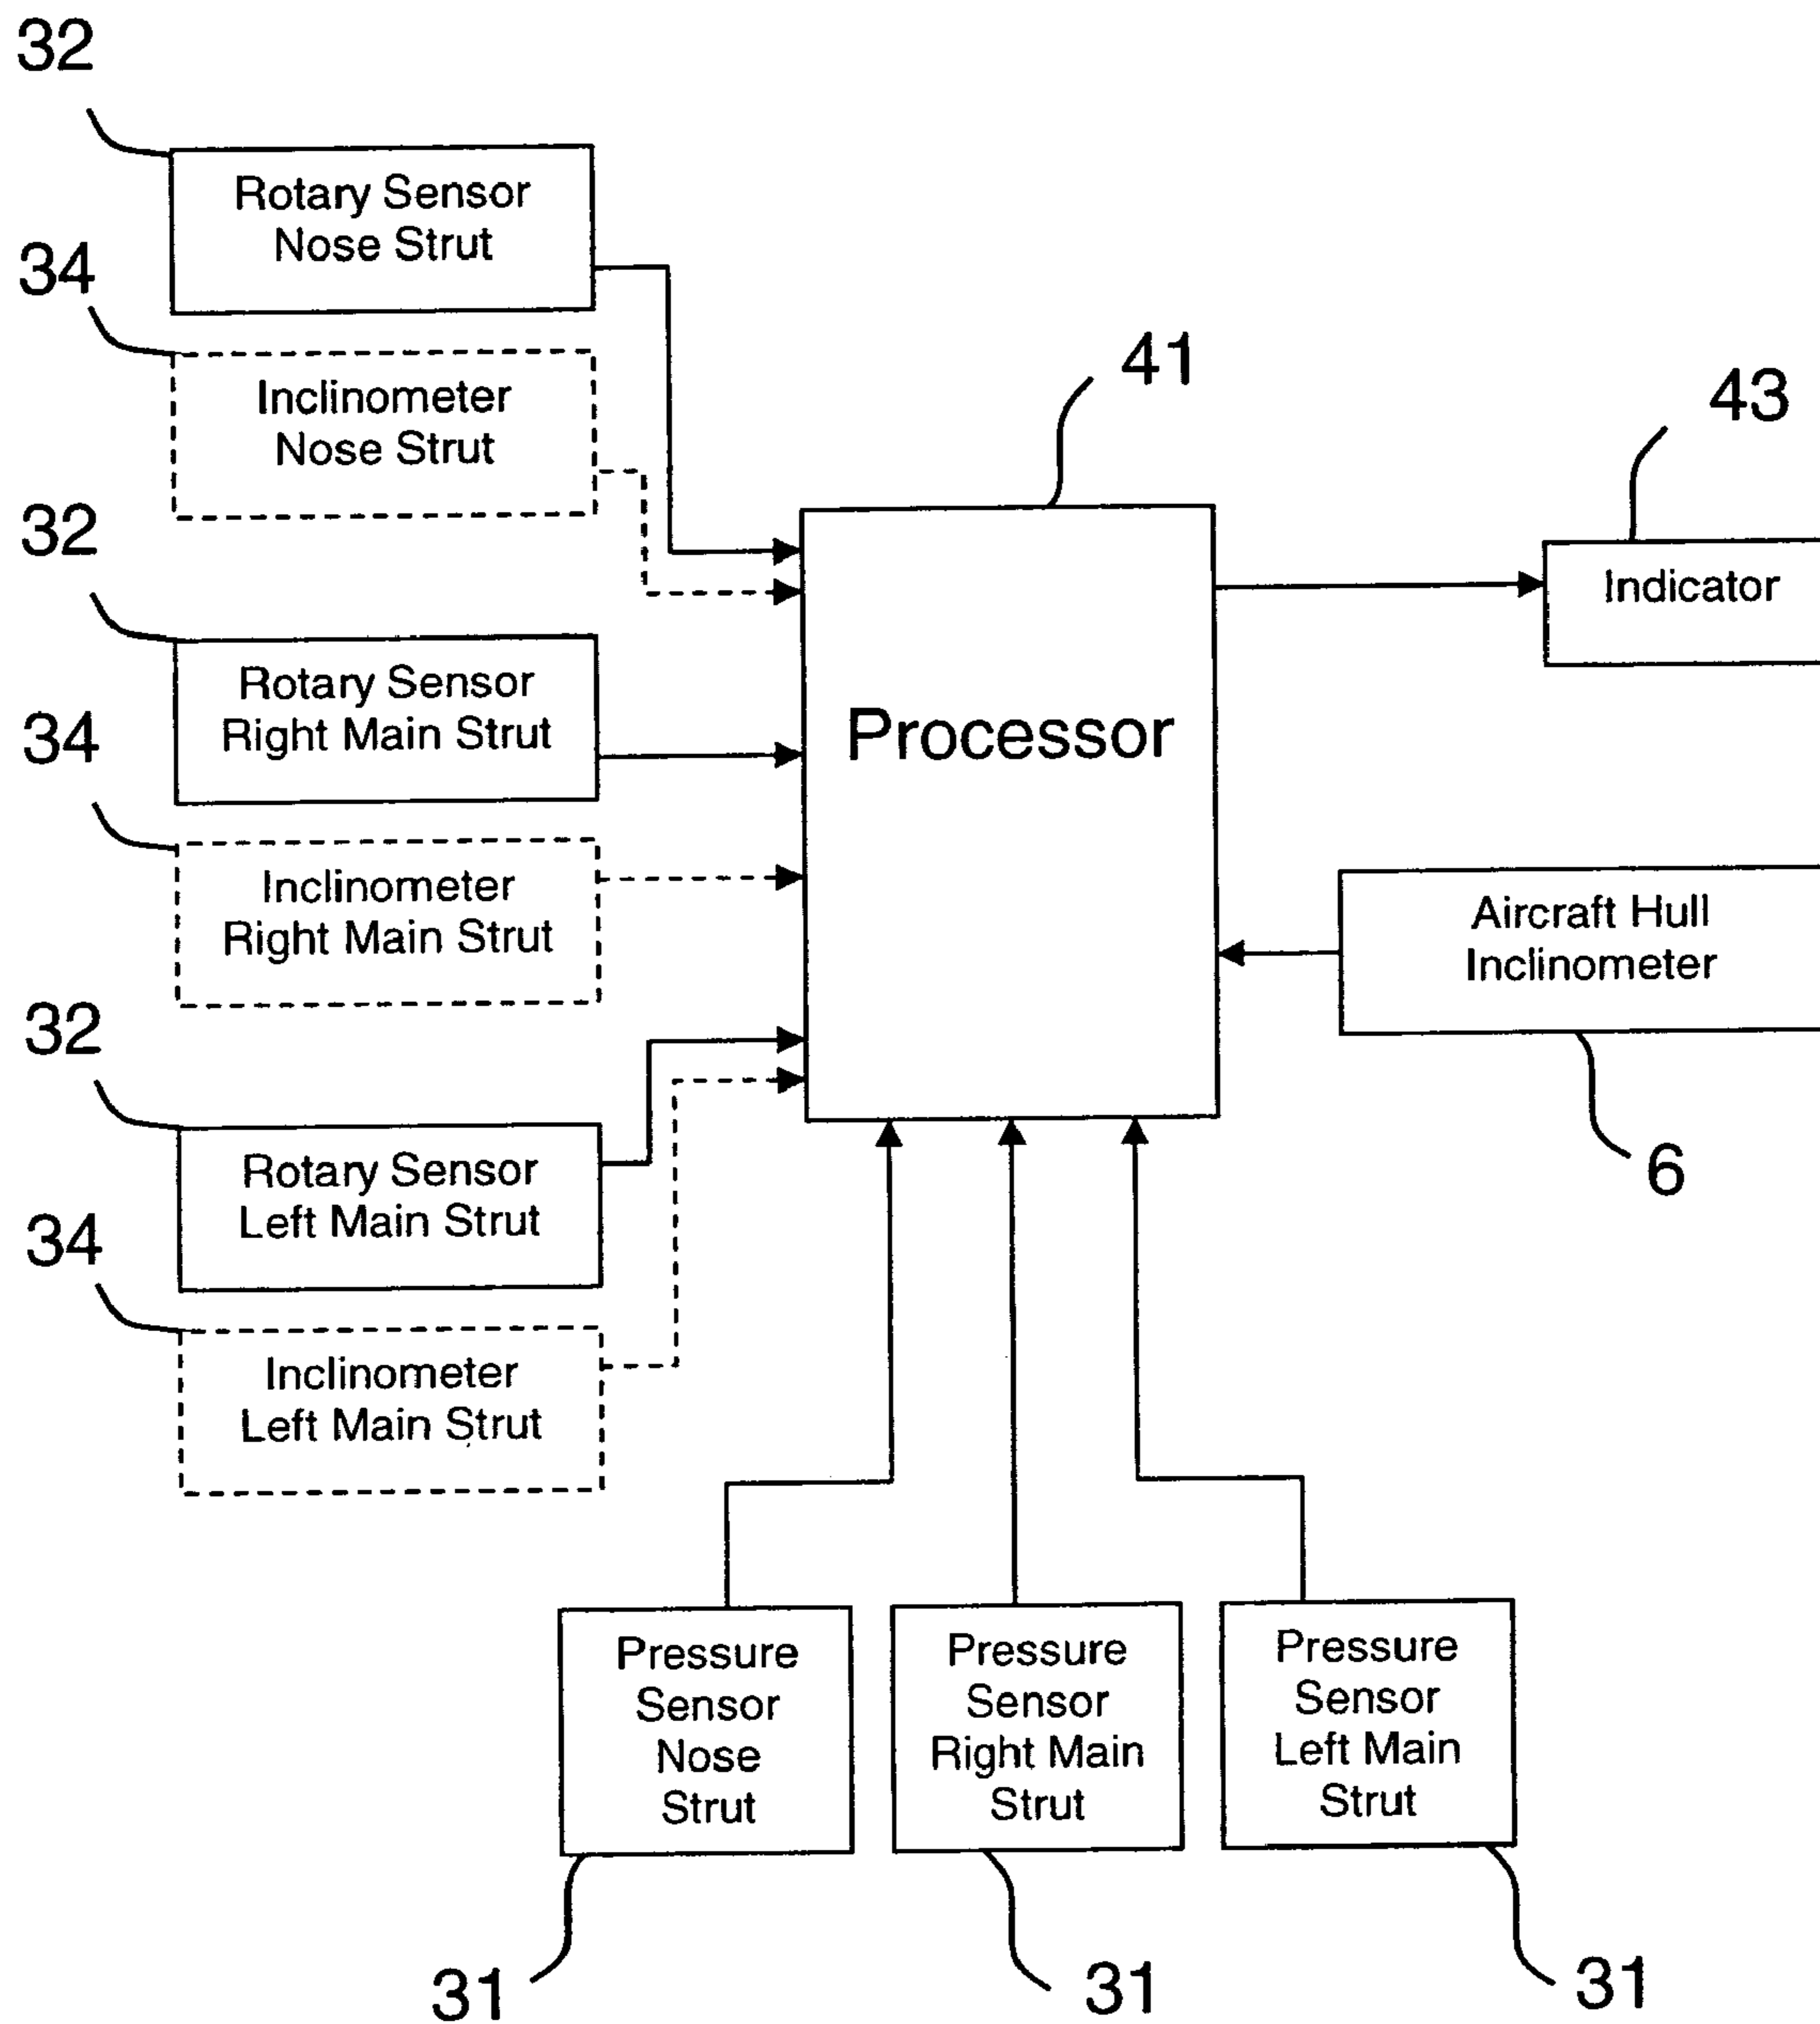 32
Rotary Sensor
Nose Strut
34
Inclinometer
Nose Strut
32
Rotary Sensor
Right Main Strut
34
Inclinometer
Right Main Strut
32
Rotary Sensor
Left Main Strut
34
Inclinometer
Left Main Strut
41
Processor
43
Indicator
Aircraft Hull
Inclinometer
6
Pressure
Sensor
Nose
Strut
31
Pressure
Sensor
Right Main
Strut
31
Pressure
Sensor
Left Main
Strut
31